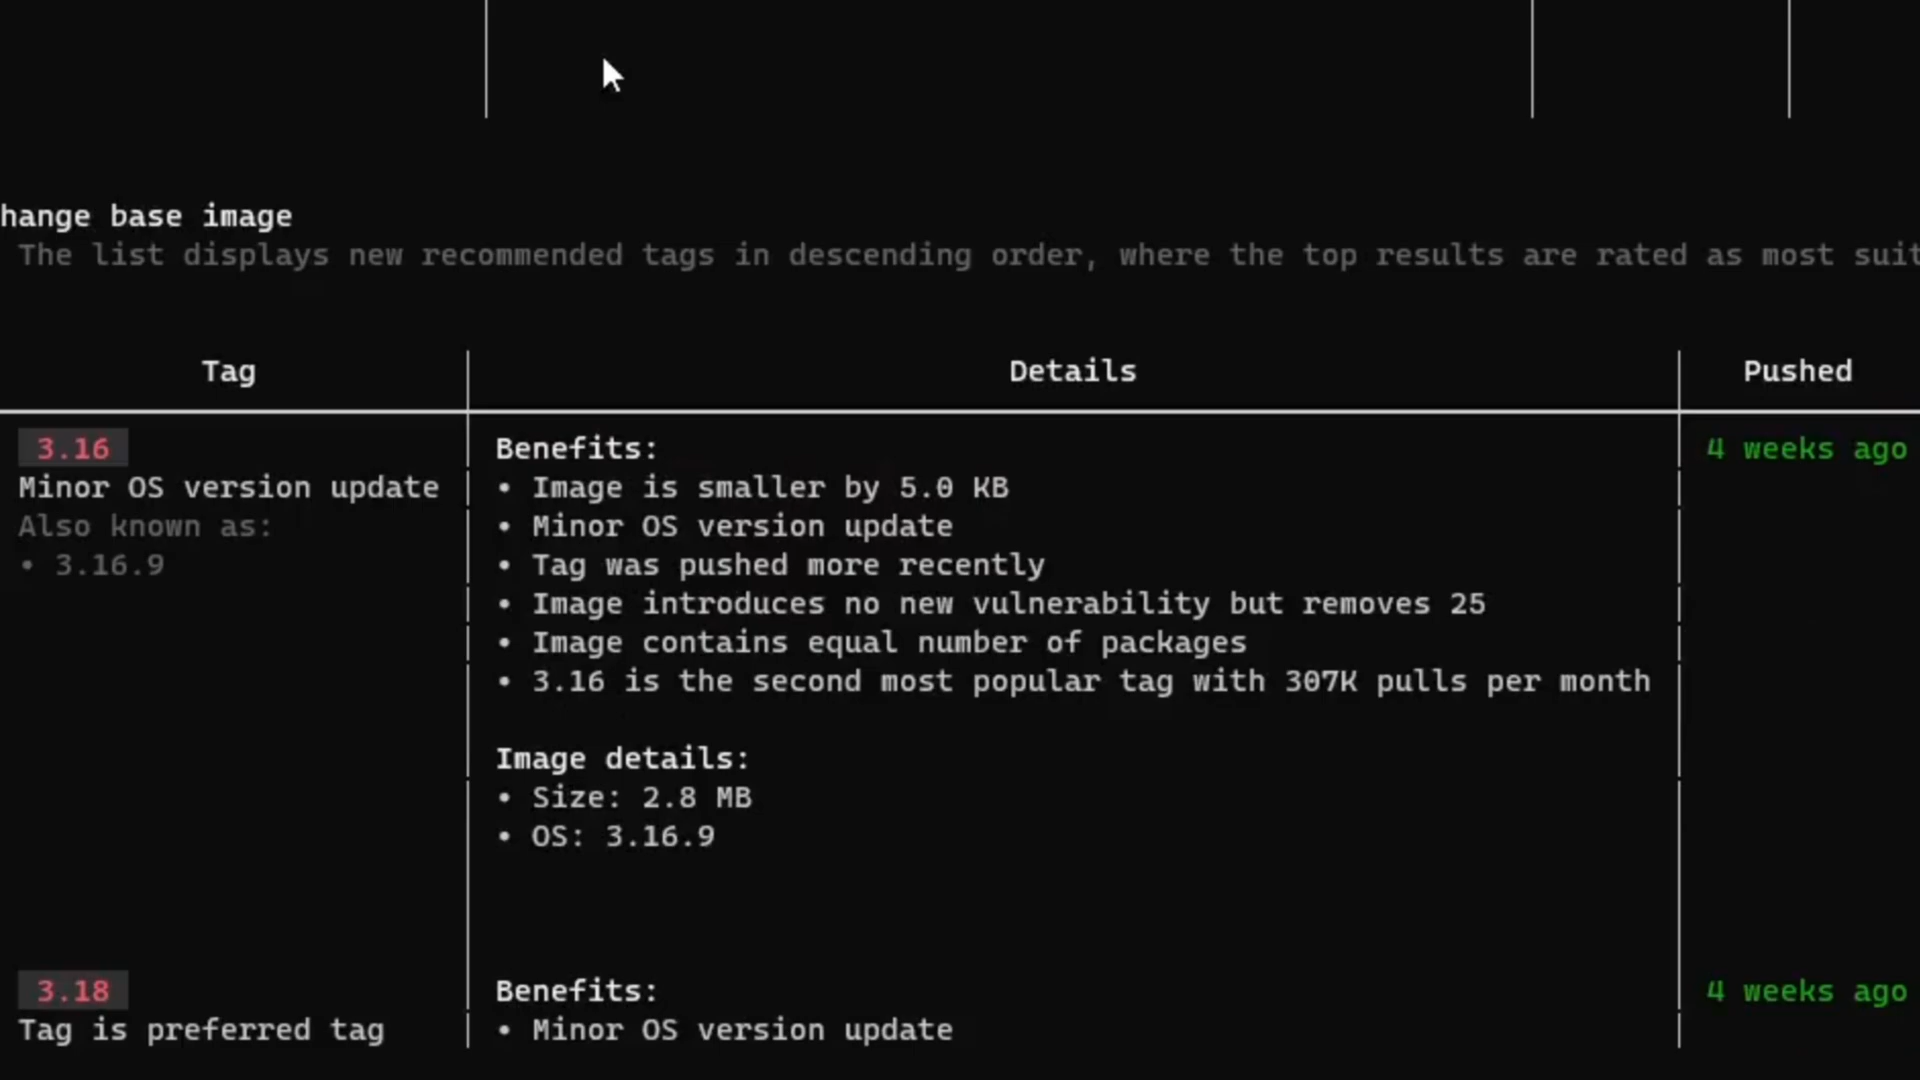 hange base image
The list displays new recommended tags in descending order, where the top results are rated as most suit
Tag Details Pushed
3.16 Benefits: 4 weeks ago
Minor OS version update • Image is smaller by 5.0 KB
Also known as: • Minor OS version update
• 3.16.9 • Tag was pushed more recently
• Image introduces no new vulnerability but removes 25
• Image contains equal number of packages
• 3.16 is the second most popular tag with 307K pulls per month
Image details:
• Size: 2.8 MB
• OS: 3.16.9
3.18 Benefits: 4 weeks ago
Tag is preferred tag • Minor OS version update